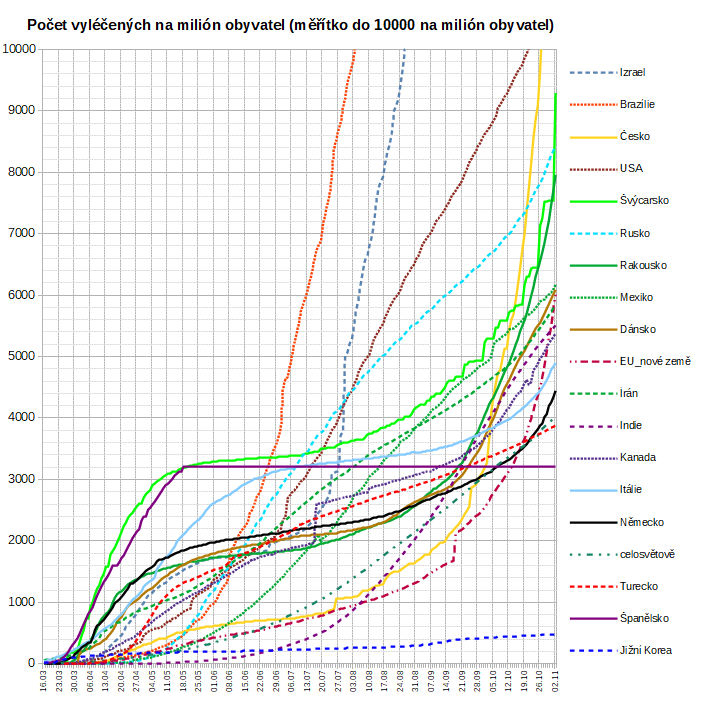 Počet vyléčených na milión obyvatel (měřítko do 10000 na milión obyvatel)
10000
9000
8000
7000
6000
5000
4000
3000
2000
1000
0
16.03
23.03
30.03
06.04
13.04
20.04
27.04
04.05
11.05
18.05
25.05
01.06
08.06
15.06
22.06
29.06
06.07
13.07
20.07
27.07
03.08
10.08
17.08
24.08
31.08
07.09
14.09
21.09
28.09
05.10
12.10
19.10
26.10
02.11
Izrael
Brazílie
Česko
USA
Švýcarsko
Rusko
Rakousko
Mexiko
Dánsko
EU_nové země
Írán
Indie
Kanada
Itálie
Německo
celosvětově
Turecko
Španělsko
Jižní Korea